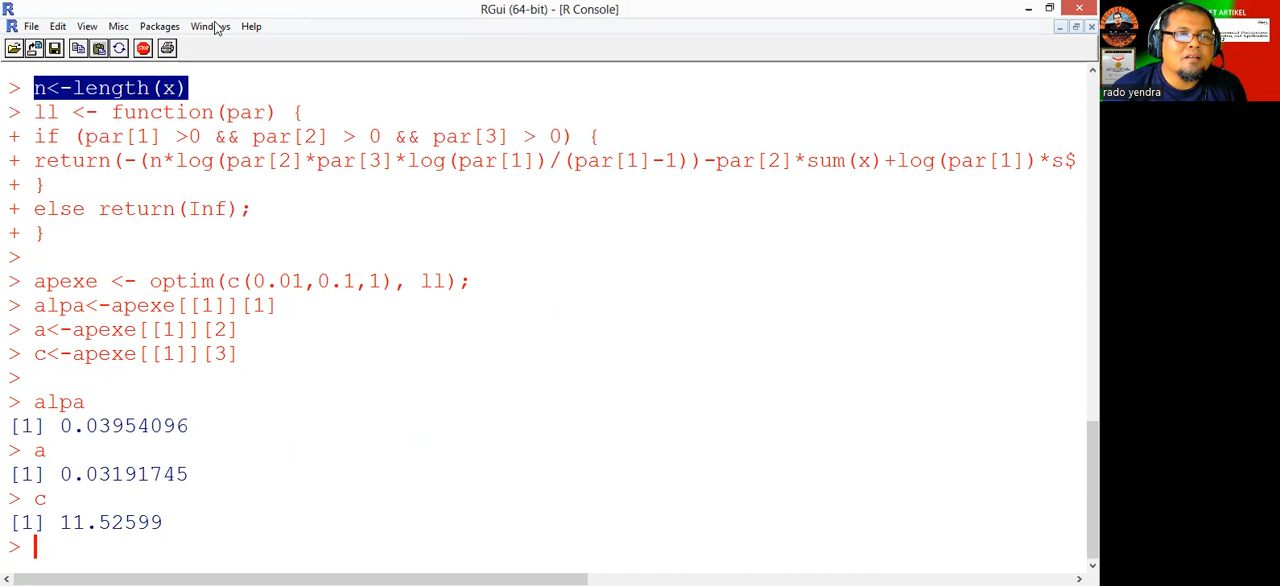 RGui (64-bit) - [R Console]
File Edit View Misc Packages Windows Help
> n<-length(x)
> ll <- function(par) {
+ if (par[1] >0 && par[2] > 0 && par[3] > 0) {
+ return(-(n*log(par[2]*par[3]*log(par[1])/(par[1]-1))-par[2]*sum(x)+log(par[1])*s$
+ }
+ else return(Inf);
+ }
>
> apexe <- optim(c(0.01,0.1,1), ll);
> alpa<-apexe[[1]][1]
> a<-apexe[[1]][2]
> c<-apexe[[1]][3]
>
> alpa
[1] 0.03954096
> a
[1] 0.03191745
> c
[1] 11.52599
>
STOP
ET ARTIKEL
rado yendra